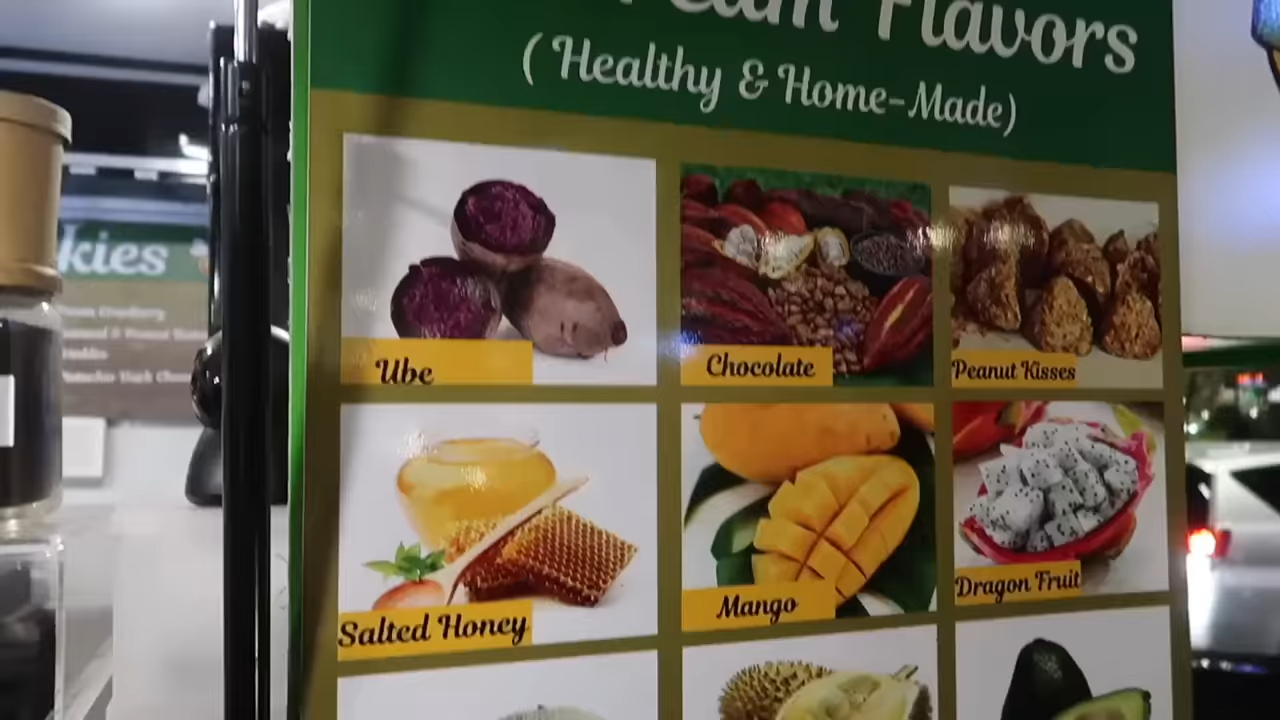 Flavors
( Healthy & Home-Made)
kies
Ube
Chocolate
Peanut Kisses
Salted Honey
Mango
Dragon Fruit